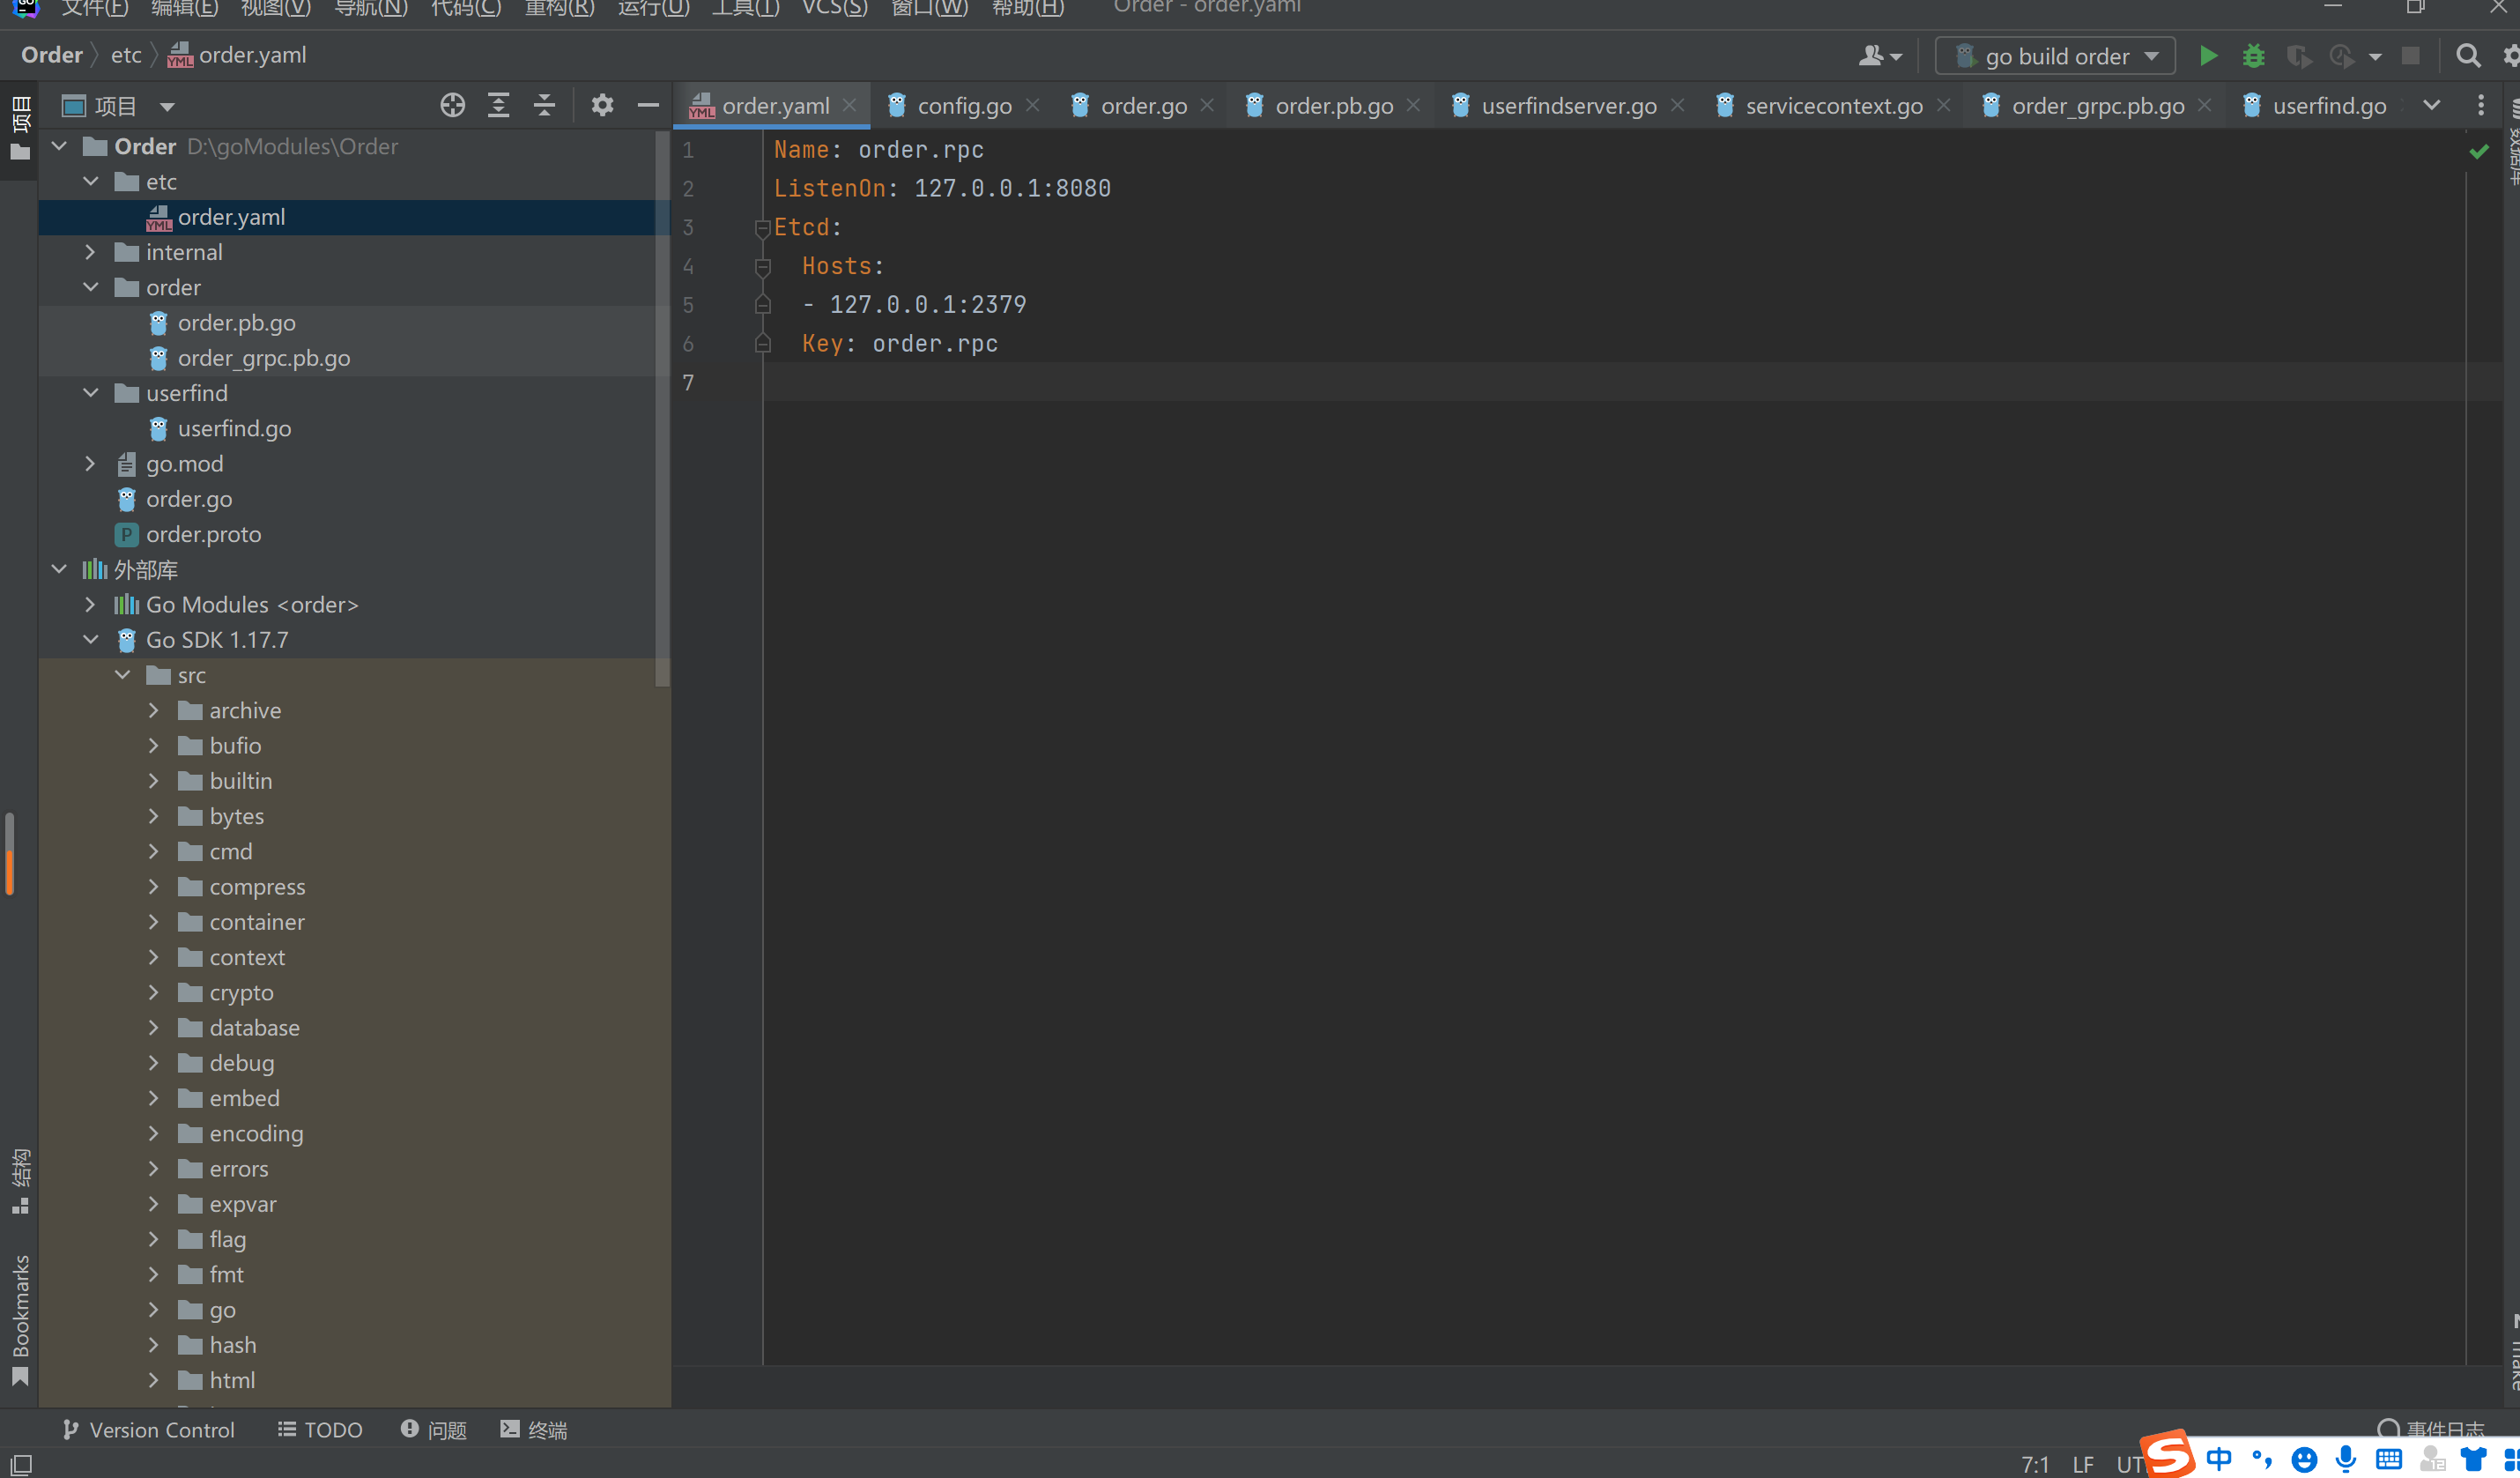 文件(F) 编辑(E) 视图(V) 导航(N) 代码(C) 重构(R) 运行(U) 工具(T) VCS(S) 窗口(W) 帮助(H) Order - order.yaml
Order etc order.yaml
go build order
项目
项目
order.yaml config.go order.go order.pb.go userfindserver.go servicecontext.go order_grpc.pb.go userfind.go
数据库
Order D:\goModules\Order
etc
order.yaml
internal
order
order.pb.go
order_grpc.pb.go
userfind
userfind.go
go.mod
order.go
order.proto
外部库
Go Modules <order>
Go SDK 1.17.7
src
archive
bufio
builtin
bytes
cmd
compress
container
context
crypto
database
debug
embed
encoding
errors
expvar
flag
fmt
go
hash
html
1 Name: order.rpc
2 ListenOn: 127.0.0.1:8080
3 Etcd:
4 Hosts:
5 - 127.0.0.1:2379
6 Key: order.rpc
7
结构
Bookmarks
make
Version Control TODO 问题 终端 事件日志
7:1 LF UT
中